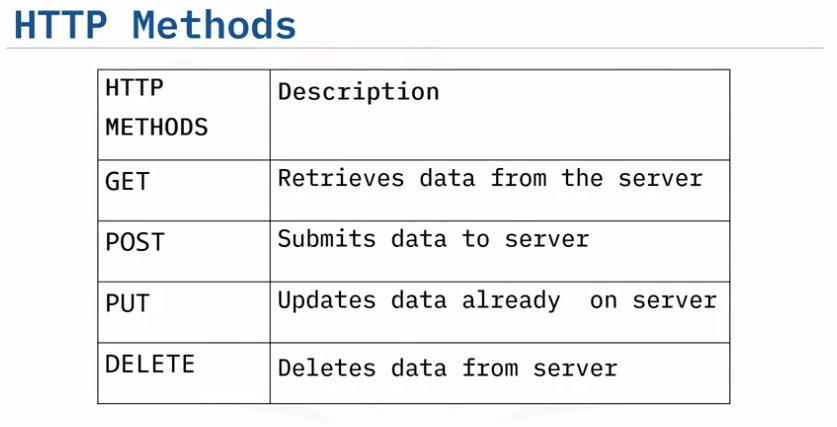 HTTP Methods
HTTP
METHODS
Description
GET
Retrieves data from the server
POST
Submits data to server
PUT
Updates data already on server
DELETE
Deletes data from server